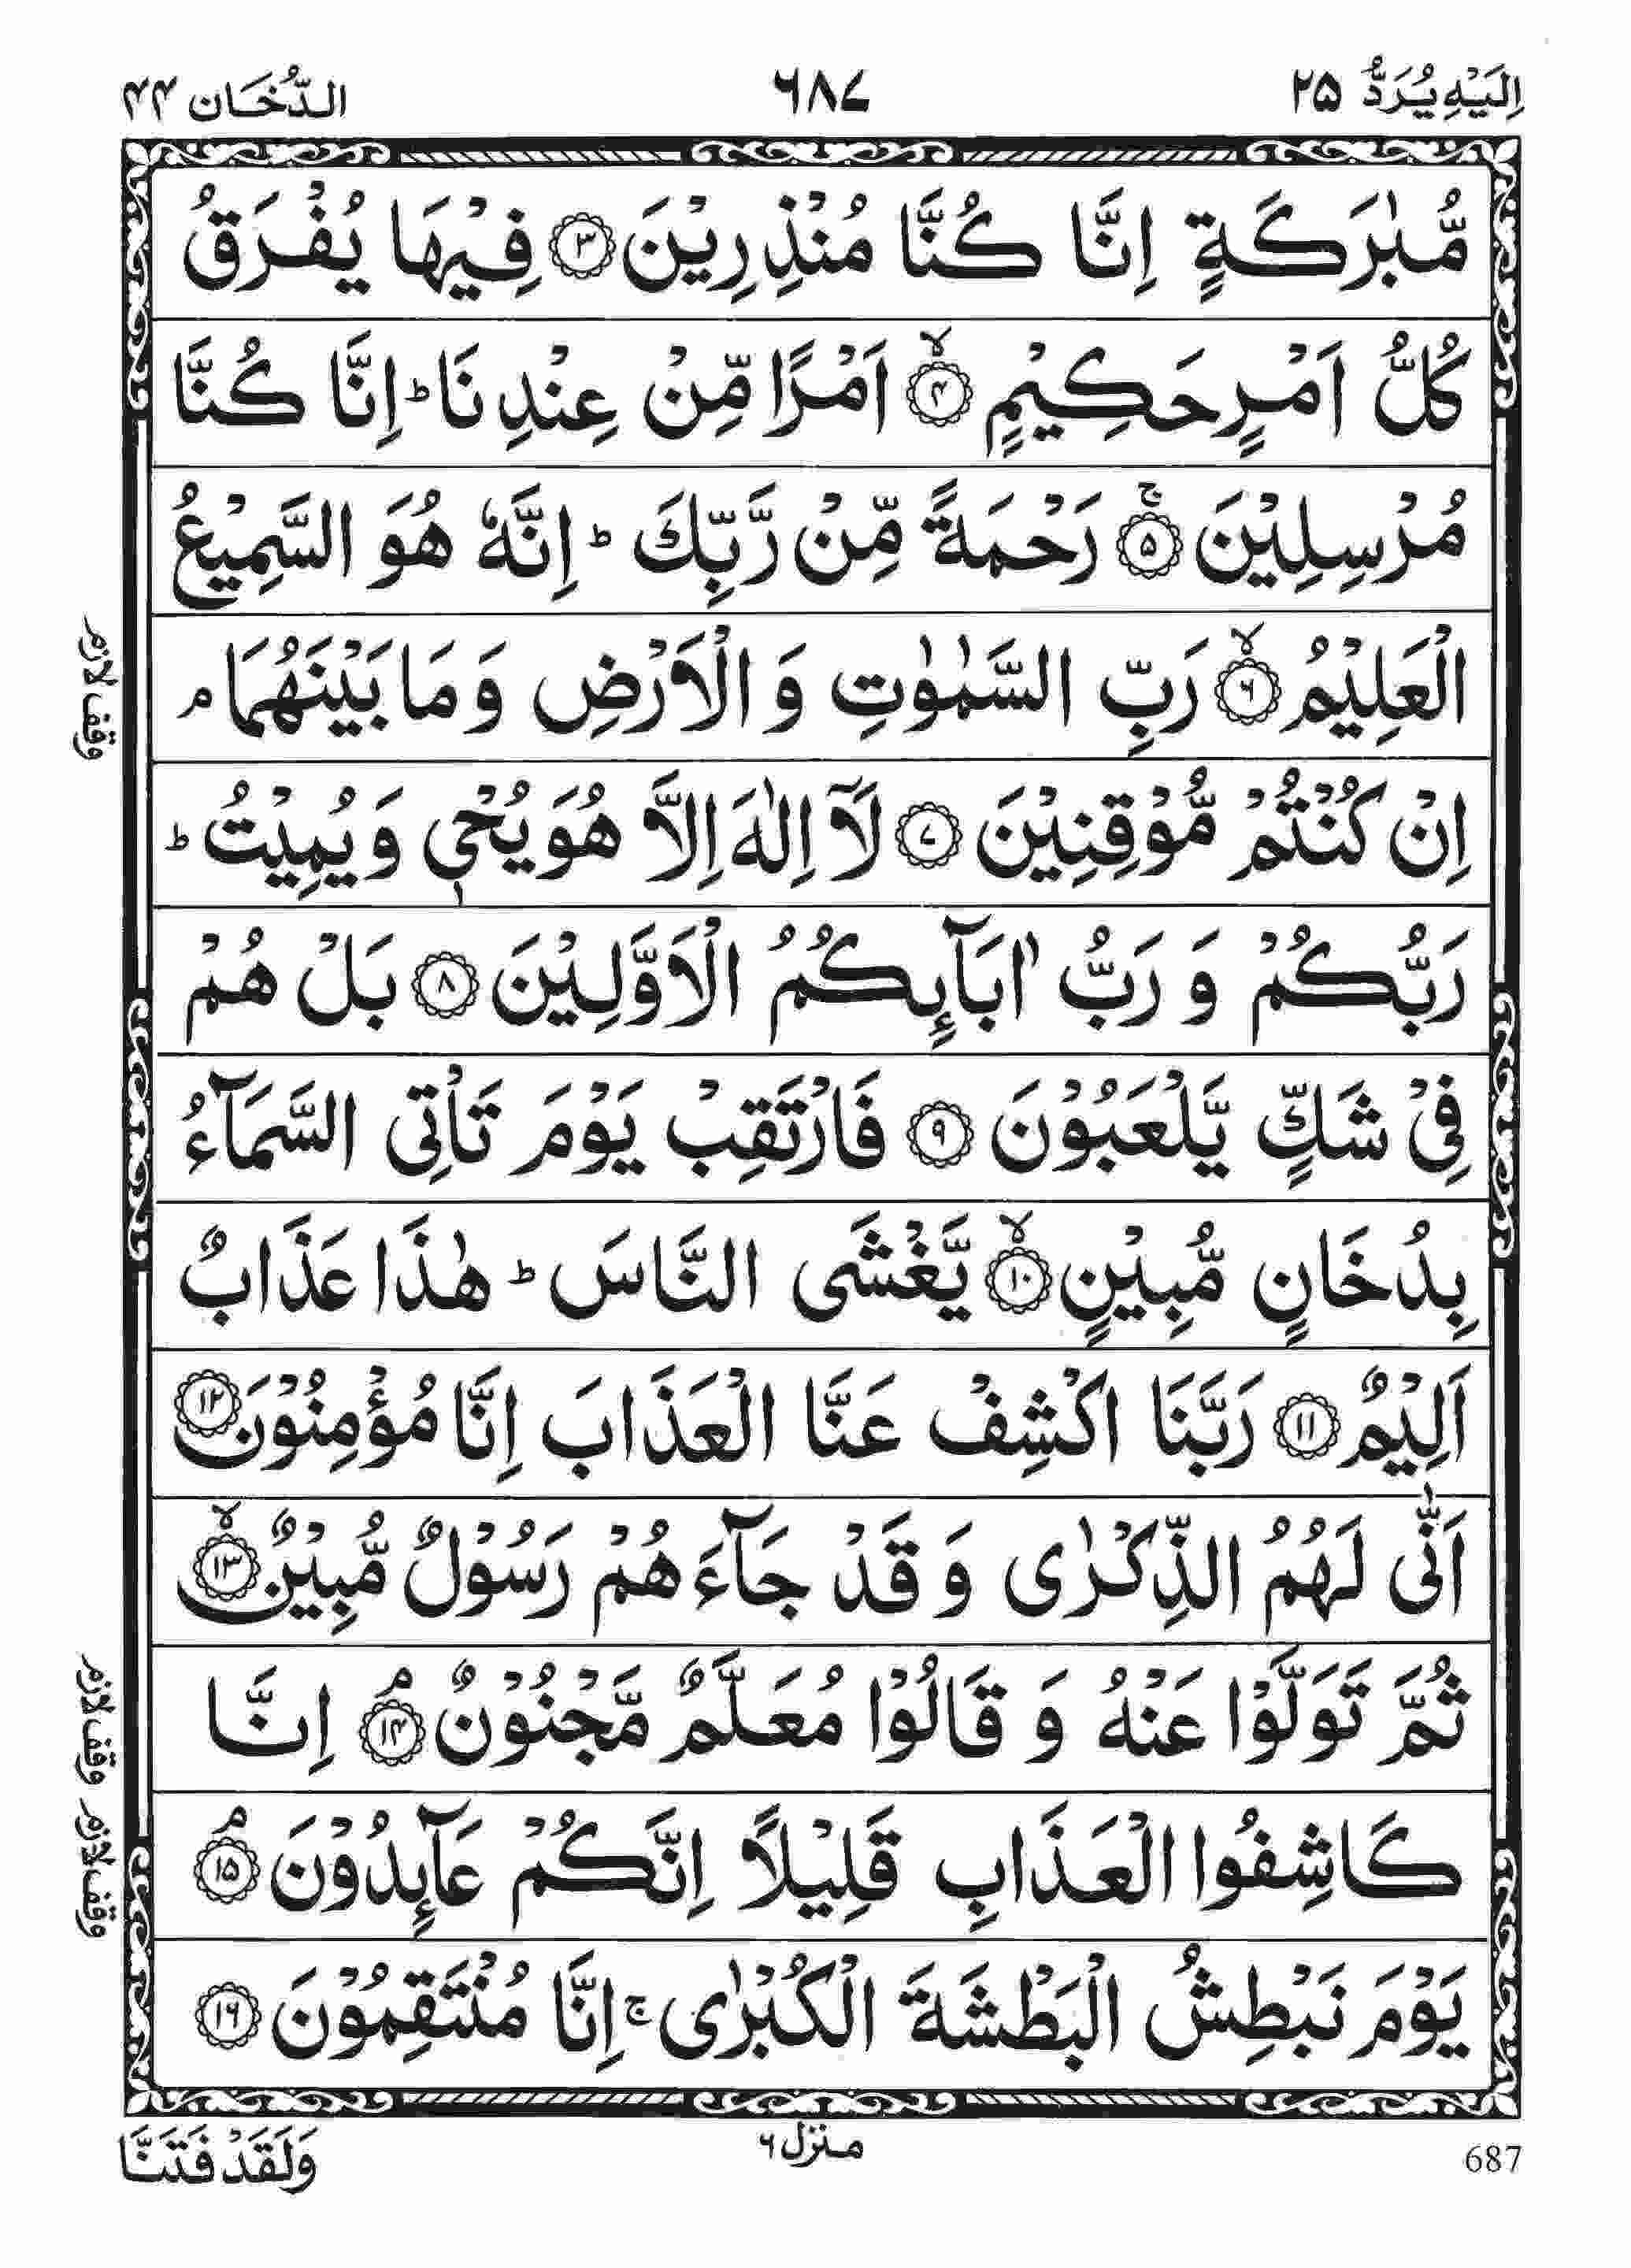 اِلَيْهِ يُرَدُّ ٢٥
٦٨٧
الدُّخَان ٤٤
مُّبٰرَكَةٍ اِنَّا كُنَّا مُنْذِرِيْنَ ۝٣ فِيْهَا يُفْرَقُ
كُلُّ اَمْرٍ حَكِيْمٍ ۝٤ۙ اَمْرًا مِّنْ عِنْدِنَا ؕ اِنَّا كُنَّا
مُرْسِلِيْنَ ۝٥ۚ رَحْمَةً مِّنْ رَّبِّكَ ؕ اِنَّهٗ هُوَ السَّمِيْعُ
الْعَلِيْمُ ۝٦ۙ رَبِّ السَّمٰوٰتِ وَ الْاَرْضِ وَ مَا بَيْنَهُمَا ۘ
وقف لازم
اِنْ كُنْتُمْ مُّوْقِنِيْنَ ۝٧ لَاۤ اِلٰهَ اِلَّا هُوَ يُحْيٖ وَ يُمِيْتُ ؕ
رَبُّكُمْ وَ رَبُّ اٰبَآىِٕكُمُ الْاَوَّلِيْنَ ۝٨ بَلْ هُمْ
فِيْ شَكٍّ يَّلْعَبُوْنَ ۝٩ فَارْتَقِبْ يَوْمَ تَاْتِى السَّمَآءُ
بِدُخَانٍ مُّبِيْنٍ ۝١٠ۙ يَّغْشَى النَّاسَ ؕ هٰذَا عَذَابٌ
اَلِيْمٌ ۝١١ رَبَّنَا اكْشِفْ عَنَّا الْعَذَابَ اِنَّا مُؤْمِنُوْنَ ۝١٢
اَنّٰى لَهُمُ الذِّكْرٰى وَ قَدْ جَآءَهُمْ رَسُوْلٌ مُّبِيْنٌ ۝١٣ۙ
ثُمَّ تَوَلَّوْا عَنْهُ وَ قَالُوْا مُعَلَّمٌ مَّجْنُوْنٌ ۝١٤ۘ اِنَّا
وقف لازم
كَاشِفُوا الْعَذَابِ قَلِيْلًا اِنَّكُمْ عَآىِٕدُوْنَ ۝١٥ۘ
وقف لازم
يَوْمَ نَبْطِشُ الْبَطْشَةَ الْكُبْرٰى ۚ اِنَّا مُنْتَقِمُوْنَ ۝١٦
687
منزل ٦
وَلَقَدْ فَتَنَّا